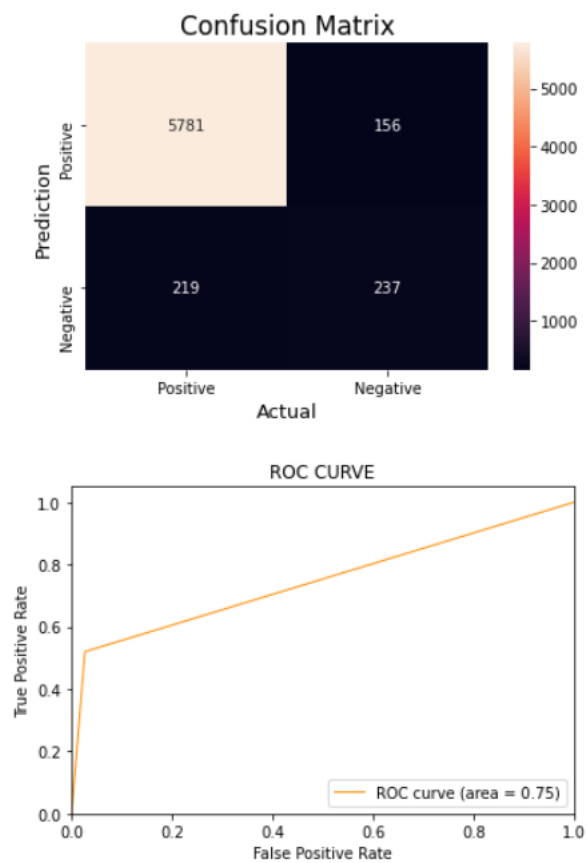 Confusion Matrix
Prediction
Positive
Negative
5781 156
219 237
Positive Negative
Actual
5000
4000
3000
2000
1000
ROC CURVE
True Positive Rate
1.0
0.8
0.6
0.4
0.2
0.0
0.0 0.2 0.4 0.6 0.8 1.0
False Positive Rate
ROC curve (area = 0.75)